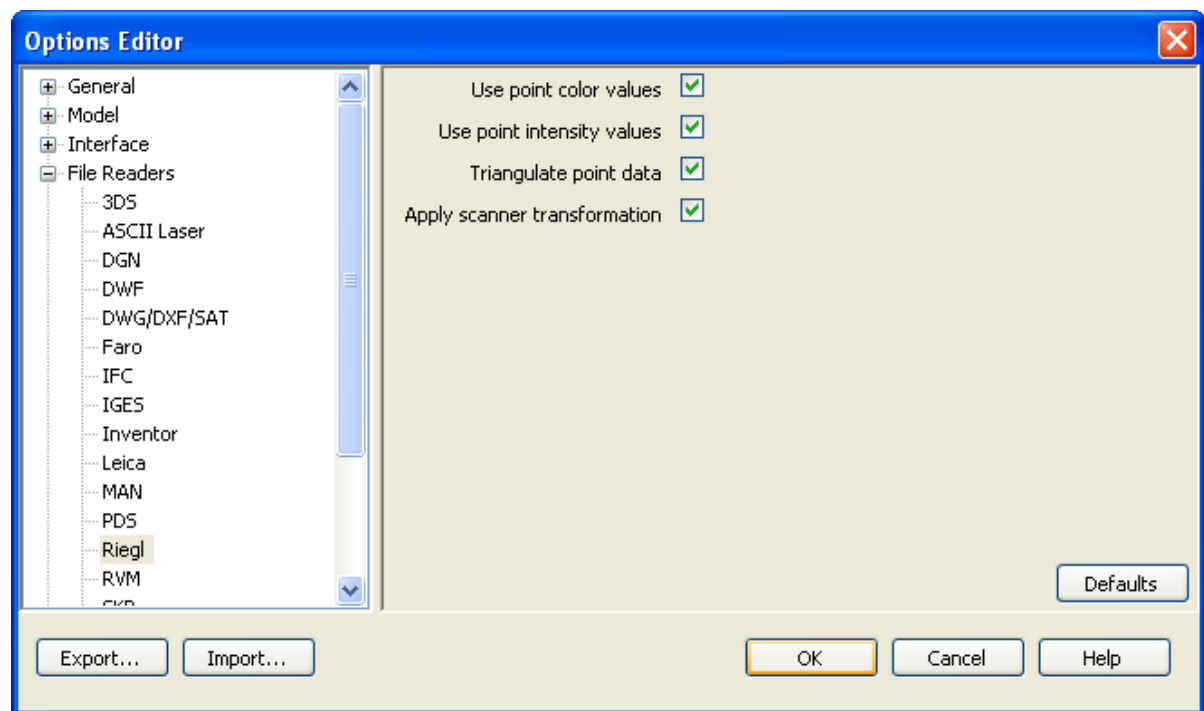 Options Editor
General
Model
Interface
File Readers
3DS
ASCII Laser
DGN
DWF
DWG/DXF/SAT
Faro
IFC
IGES
Inventor
Leica
MAN
PDS
Riegl
RVM
Use point color values
Use point intensity values
Triangulate point data
Apply scanner transformation
Defaults
Export...
Import...
OK
Cancel
Help